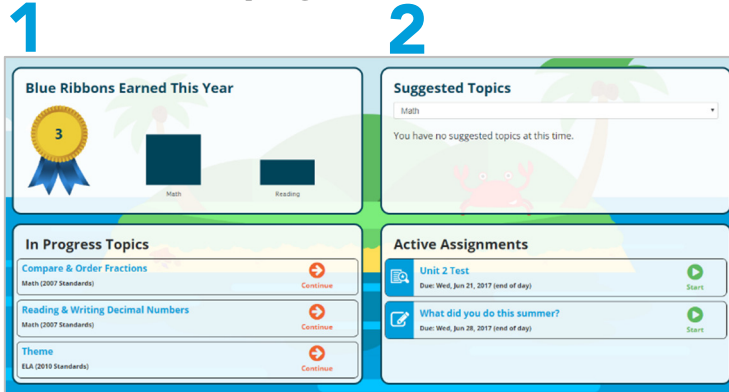 1
2
Blue Ribbons Earned This Year
3
Math
Reading
Suggested Topics
Math
You have no suggested topics at this time.
In Progress Topics
Compare & Order Fractions
Math (2007 Standards)
Continue
Reading & Writing Decimal Numbers
Math (2007 Standards)
Continue
Theme
ELA (2010 Standards)
Continue
Active Assignments
Unit 2 Test
Due: Wed, Jun 21, 2017 (end of day)
Start
What did you do this summer?
Due: Wed, Jun 28, 2017 (end of day)
Start